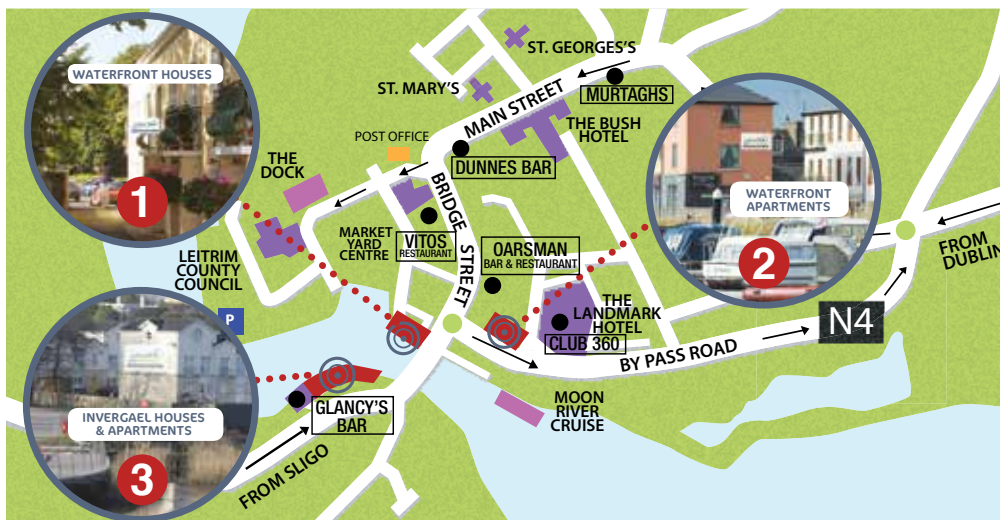 WATERFRONT HOUSES
1
ST. GEORGES'S
ST. MARY'S
MAIN STREET
MURTAGHS
THE BUSH HOTEL
POST OFFICE
DUNNES BAR
THE
DOCK
BRIDGE STREET
MARKET
YARD
CENTRE
VITOS
RESTAURANT
OARSMAN
BAR & RESTAURANT
LEITRIM
COUNTY
COUNCIL
P
WATERFRONT
APARTMENTS
2
FROM
DUBLIN
THE
LANDMARK
HOTEL
CLUB 360
N4
BY PASS ROAD
MOON
RIVER
CRUISE
INVERGAEL HOUSES
& APARTMENTS
3
GLANCY'S
BAR
FROM SLIGO